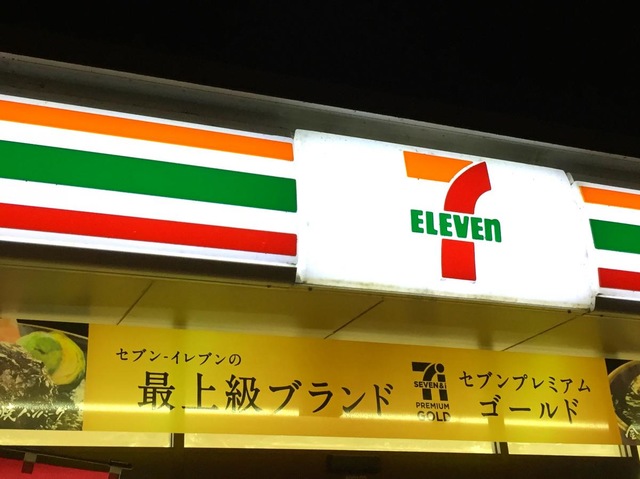 7
ELEVEn
セブン-イレブンの
最上級ブランド
7i
SEVEN&i
PREMIUM
GOLD
セブンプレミアム
ゴールド